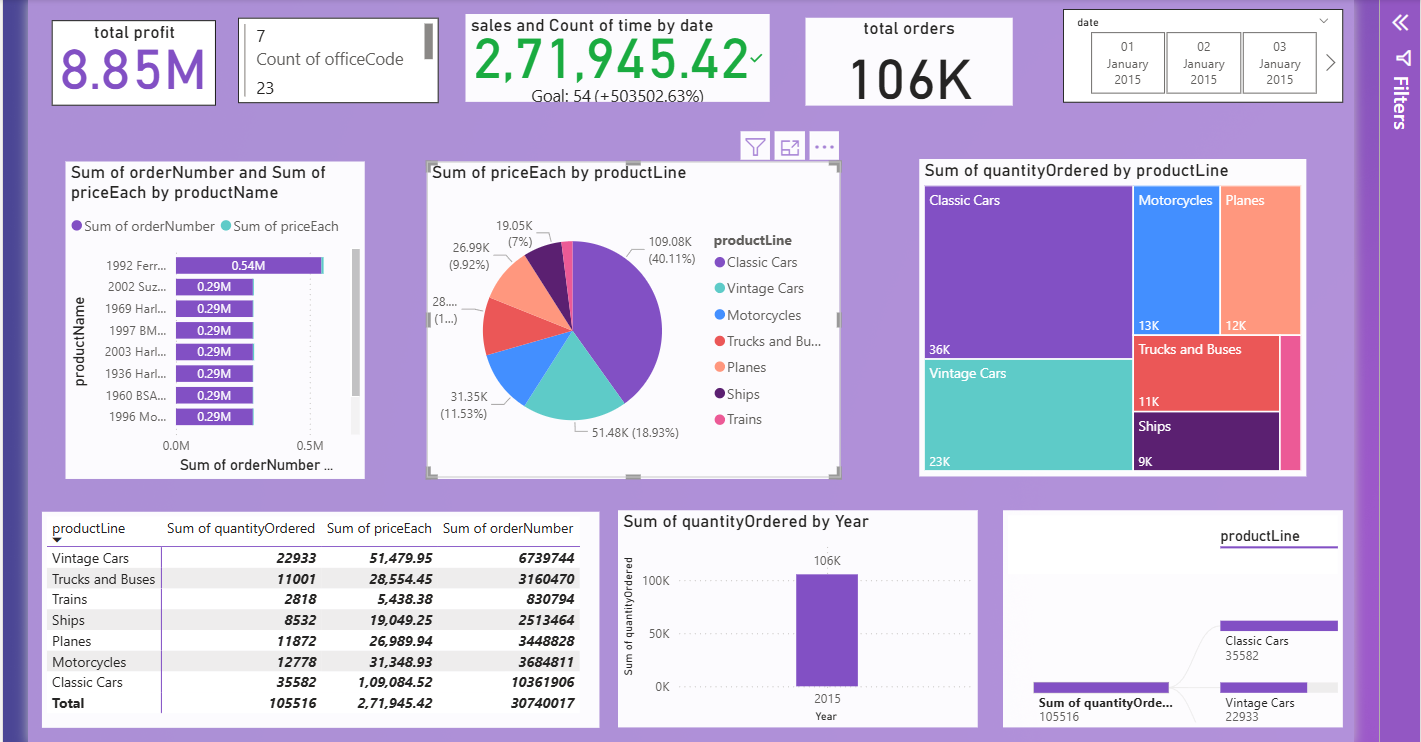 total profit
8.85M
7
Count of officeCode
23
sales and Count of time by date
2,71,945.42
Goal: 54 (+503502.63%)
total orders
106K
date
01 January 2015
02 January 2015
03 January 2015
Filters
Sum of orderNumber and Sum of
priceEach by productName
Sum of orderNumber Sum of priceEach
productName
1992 Ferr... 0.54M
2002 Suz... 0.29M
1969 Harl... 0.29M
1997 BM... 0.29M
2003 Harl... 0.29M
1936 Harl... 0.29M
1960 BSA... 0.29M
1996 Mo... 0.29M
0.0M 0.5M
Sum of orderNumber ...
Sum of priceEach by productLine
19.05K
(7%)
26.99K
(9.92%)
28....
(1...)
31.35K
(11.53%)
51.48K (18.93%)
109.08K
(40.11%)
productLine
Classic Cars
Vintage Cars
Motorcycles
Trucks and Bu...
Planes
Ships
Trains
Sum of quantityOrdered by productLine
Classic Cars
36K
Vintage Cars
23K
Motorcycles
13K
Planes
12K
Trucks and Buses
11K
Ships
9K
productLine Sum of quantityOrdered Sum of priceEach Sum of orderNumber
Vintage Cars 22933 51,479.95 6739744
Trucks and Buses 11001 28,554.45 3160470
Trains 2818 5,438.38 830794
Ships 8532 19,049.25 2513464
Planes 11872 26,989.94 3448828
Motorcycles 12778 31,348.93 3684811
Classic Cars 35582 1,09,084.52 10361906
Total 105516 2,71,945.42 30740017
Sum of quantityOrdered by Year
Sum of quantityOrdered
100K
50K
0K
106K
2015
Year
productLine
Classic Cars
35582
Sum of quantityOrde...
105516
Vintage Cars
22933